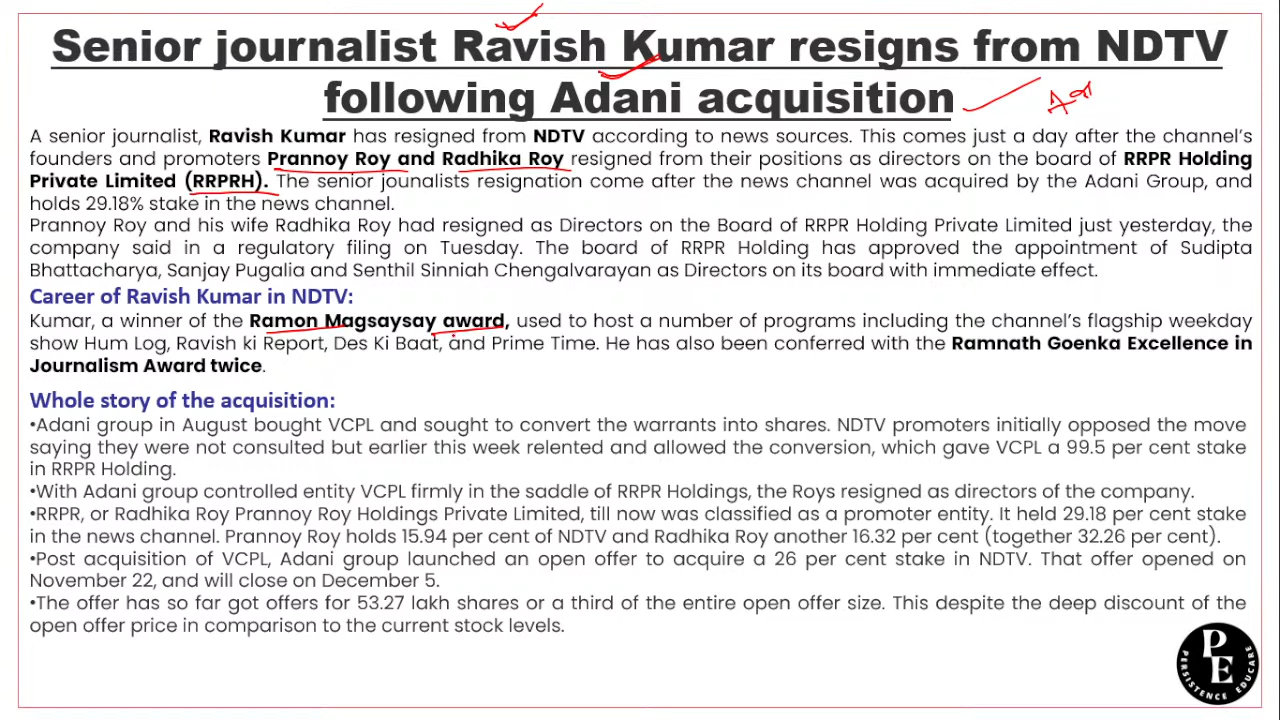 Senior journalist Ravish Kumar resigns from NDTV
following Adani acquisition
A senior journalist, Ravish Kumar has resigned from NDTV according to news sources. This comes just a day after the channel's
founders and promoters Prannoy Roy and Radhika Roy resigned from their positions as directors on the board of RRPR Holding
Private Limited (RRPRH). The senior jounalists resignation come after the news channel was acquired by the Adani Group, and
holds 29.18% stake in the news channel.
Prannoy Roy and his wife Radhika Roy had resigned as Directors on the Board of RRPR Holding Private Limited just yesterday, the
company said in a regulatory filing on Tuesday. The board of RRPR Holding has approved the appointment of Sudipta
Bhattacharya, Sanjay Pugalia and Senthil Sinniah Chengalvarayan as Directors on its board with immediate effect.
Career of Ravish Kumar in NDTV:
Kumar, a winner of the Ramon Magsaysay award, used to host a number of programs including the channel's flagship weekday
show Hum Log, Ravish ki Report, Des Ki Baat, and Prime Time. He has also been conferred with the Ramnath Goenka Excellence in
Journalism Award twice.
Whole story of the acquisition:
•Adani group in August bought VCPL and sought to convert the warrants into shares. NDTV promoters initially opposed the move
saying they were not consulted but earlier this week relented and allowed the conversion, which gave VCPL a 99.5 per cent stake
in RRPR Holding.
•With Adani group controlled entity VCPL firmly in the saddle of RRPR Holdings, the Roys resigned as directors of the company.
•RRPR, or Radhika Roy Prannoy Roy Holdings Private Limited, till now was classified as a promoter entity. It held 29.18 per cent stake
in the news channel. Prannoy Roy holds 15.94 per cent of NDTV and Radhika Roy another 16.32 per cent (together 32.26 per cent).
•Post acquisition of VCPL, Adani group launched an open offer to acquire a 26 per cent stake in NDTV. That offer opened on
November 22, and will close on December 5.
•The offer has so far got offers for 53.27 lakh shares or a third of the entire open offer size. This despite the deep discount of the
open offer price in comparison to the current stock levels.
PE
PERSISTENCE EDUCARE